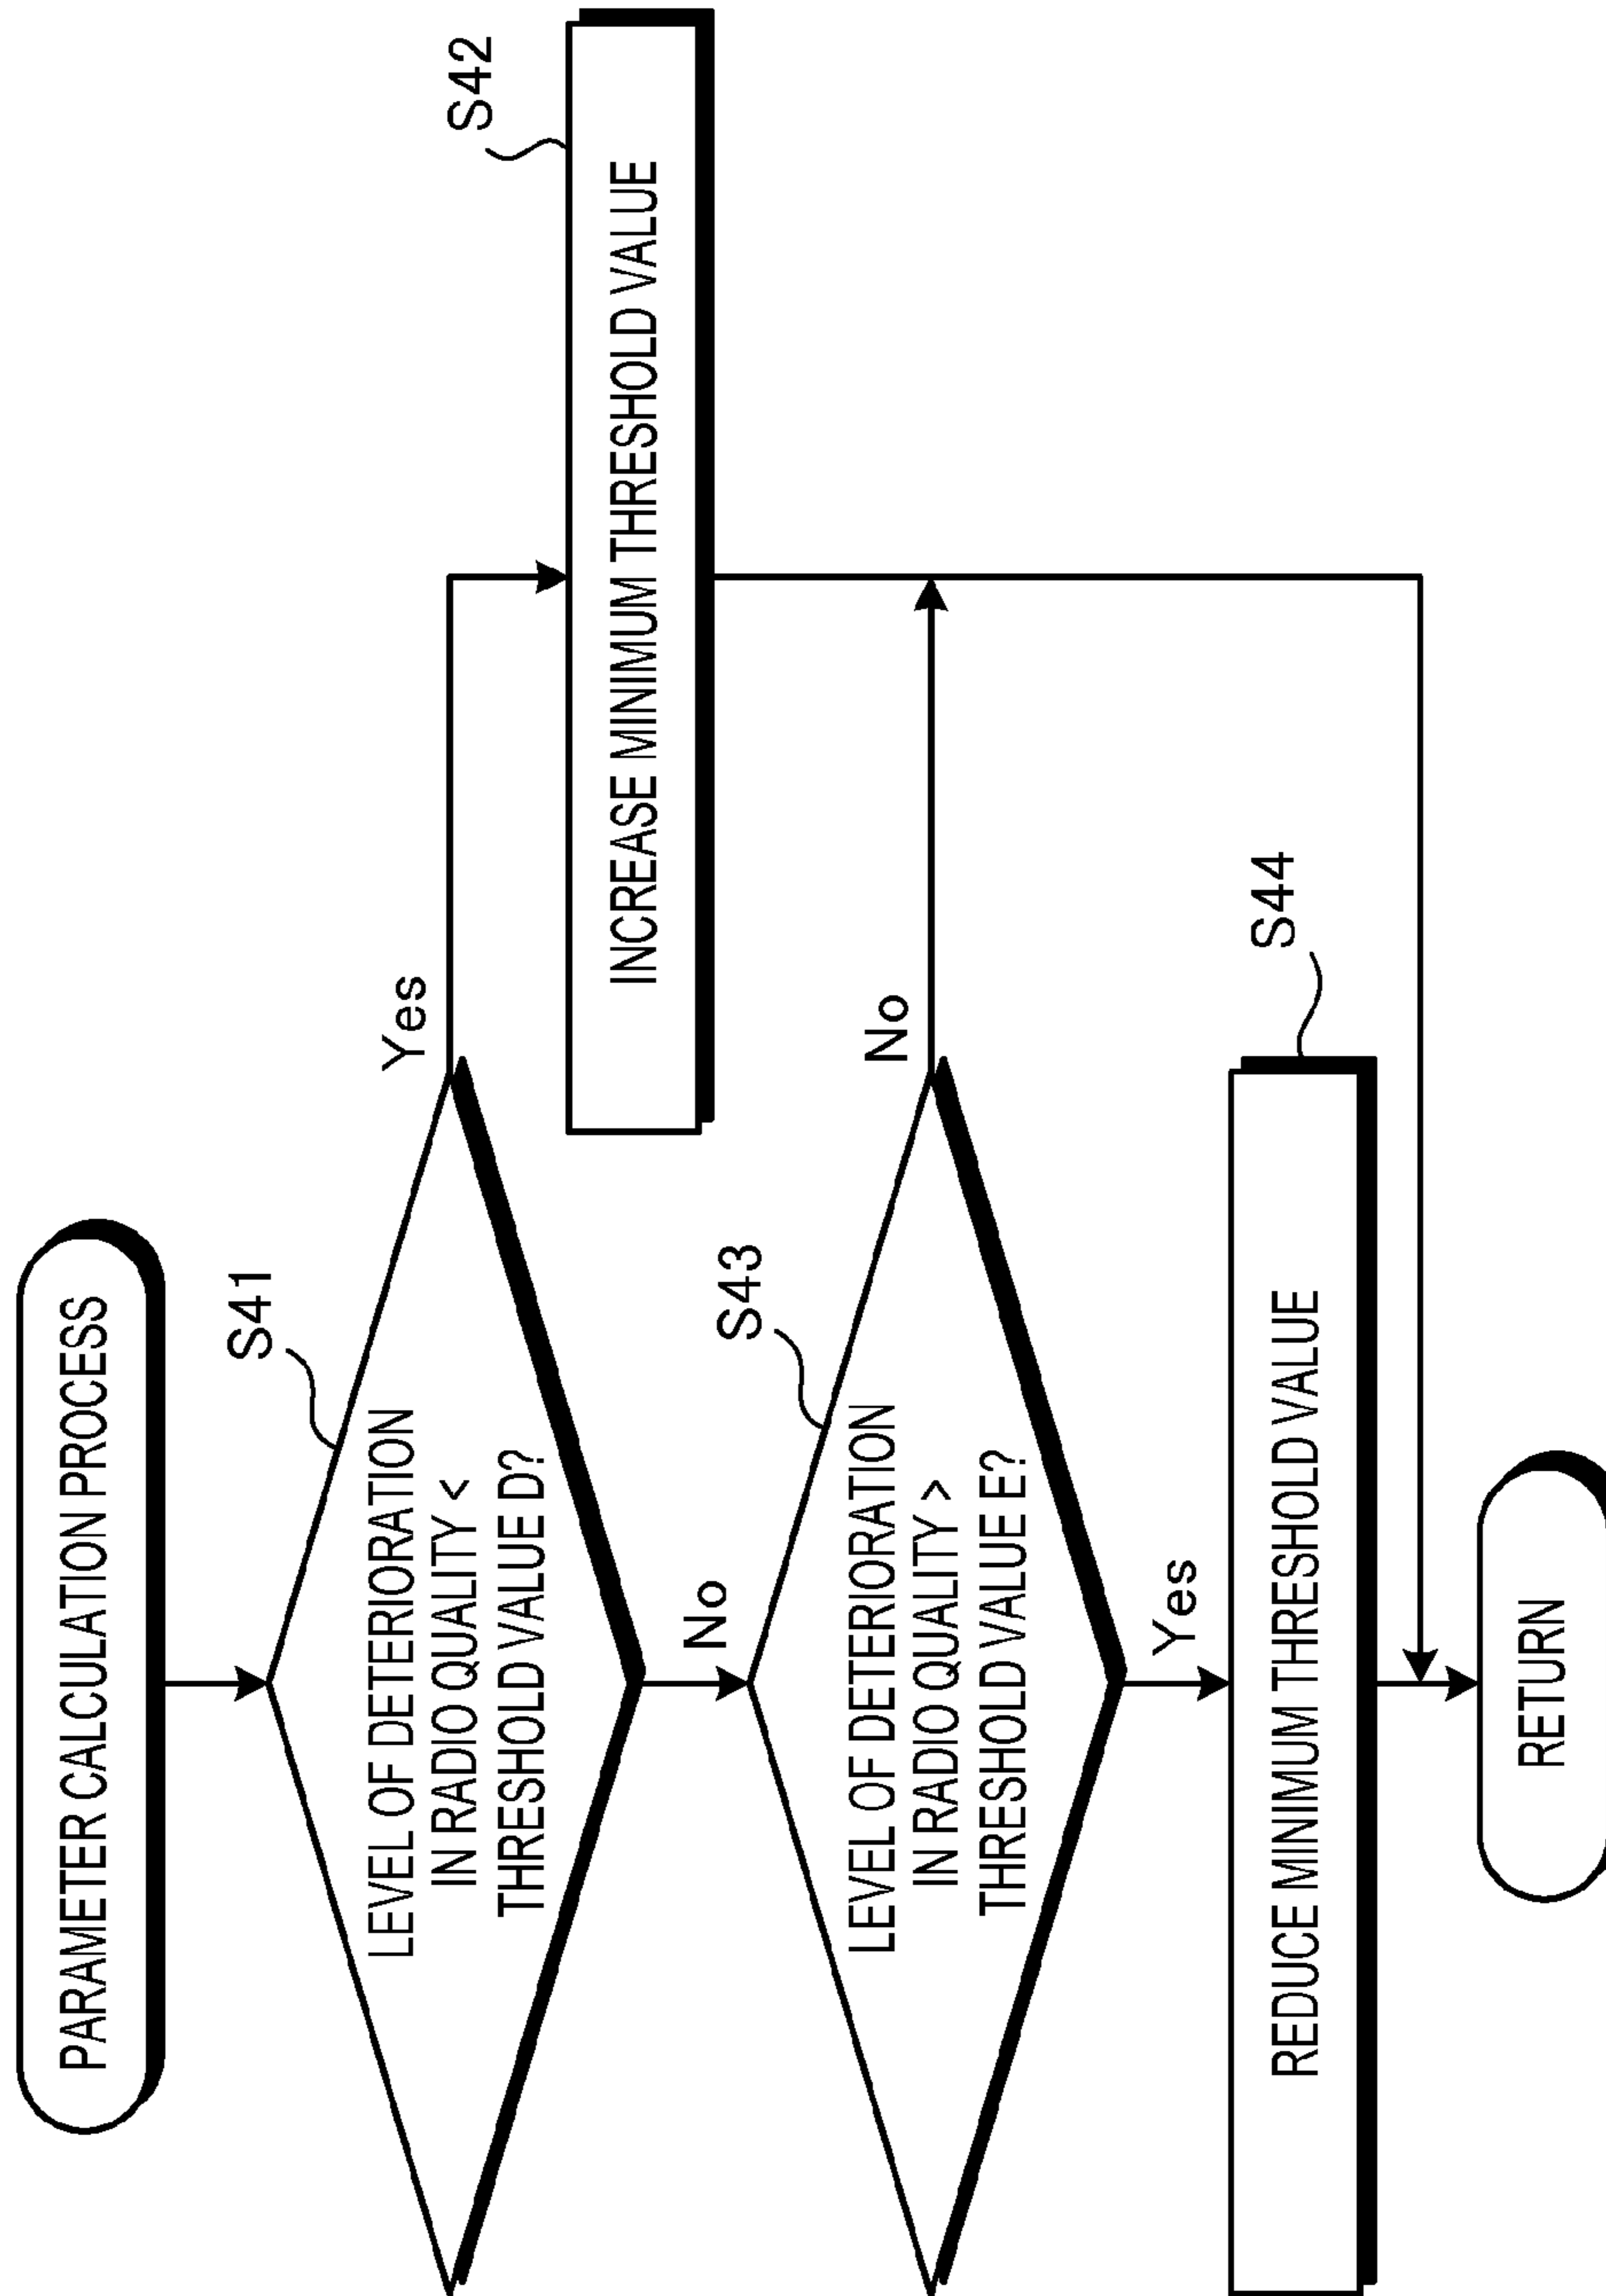 PARAMETER CALCULATION PROCESS
S41
LEVEL OF DETERIORATION
IN RADIO QUALITY <
THRESHOLD VALUE D?
Yes
S42
INCREASE MINIMUM THRESHOLD VALUE
No
S43
LEVEL OF DETERIORATION
IN RADIO QUALITY >
THRESHOLD VALUE E?
No
Yes
S44
REDUCE MINIMUM THRESHOLD VALUE
RETURN